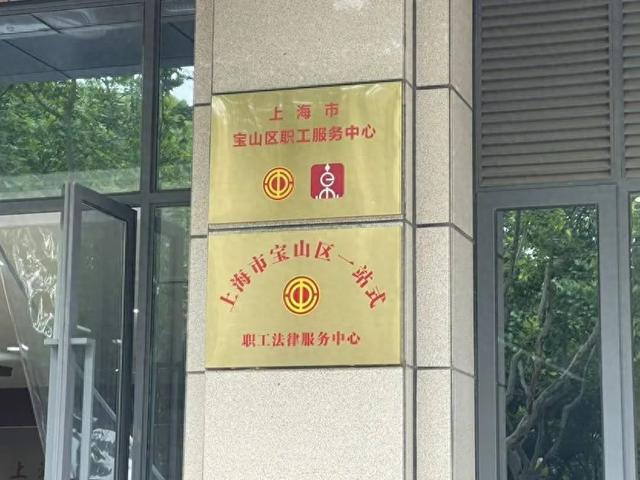 上海市
宝山区职工服务中心
上海市宝山区一站式
职工法律服务中心
上